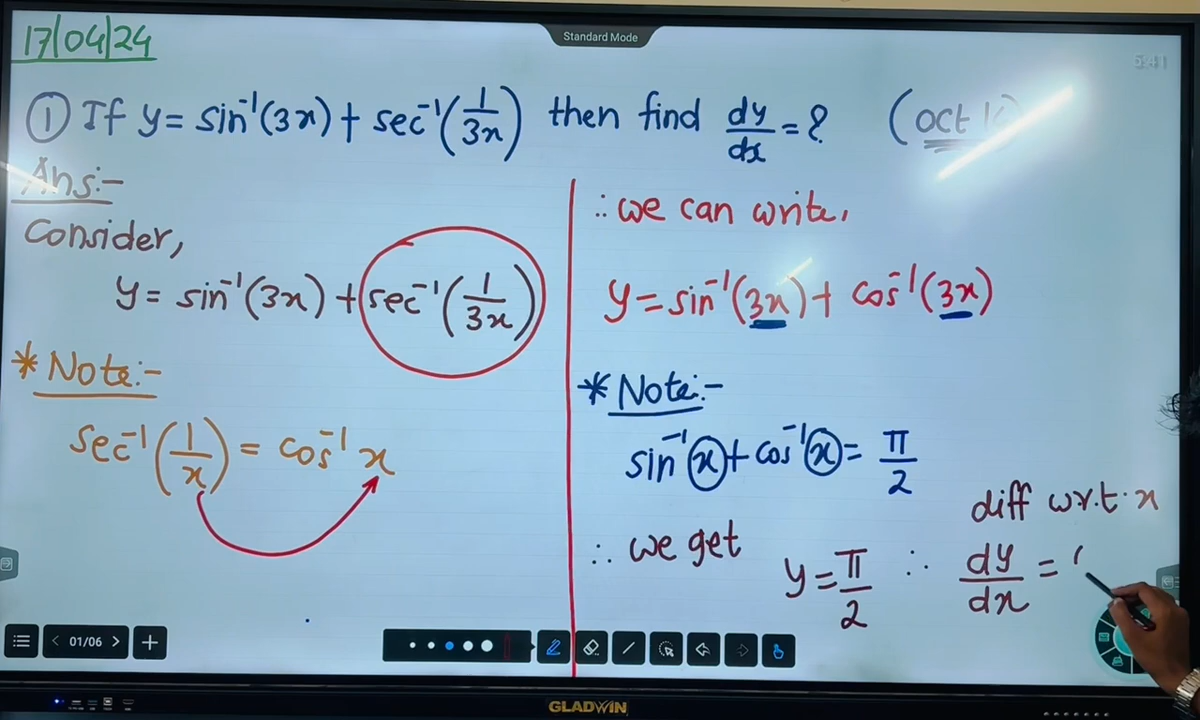 Standard Mode
17/04/24
5:41
① If y = sin⁻¹(3x) + sec⁻¹(1/3x) then find dy/dx = ?
(oct
Ans:-
Consider,
y = sin⁻¹(3x) + sec⁻¹(1/3x)
* Note:-
sec⁻¹(1/x) = cos⁻¹ x
∴ we can write,
y = sin⁻¹(3x) + cos⁻¹(3x)
* Note:-
sin⁻¹(x) + cos⁻¹(x) = π/2
∴ we get
y = π/2
diff w.r.t. x
∴ dy/dx =
01/06
GLADWIN